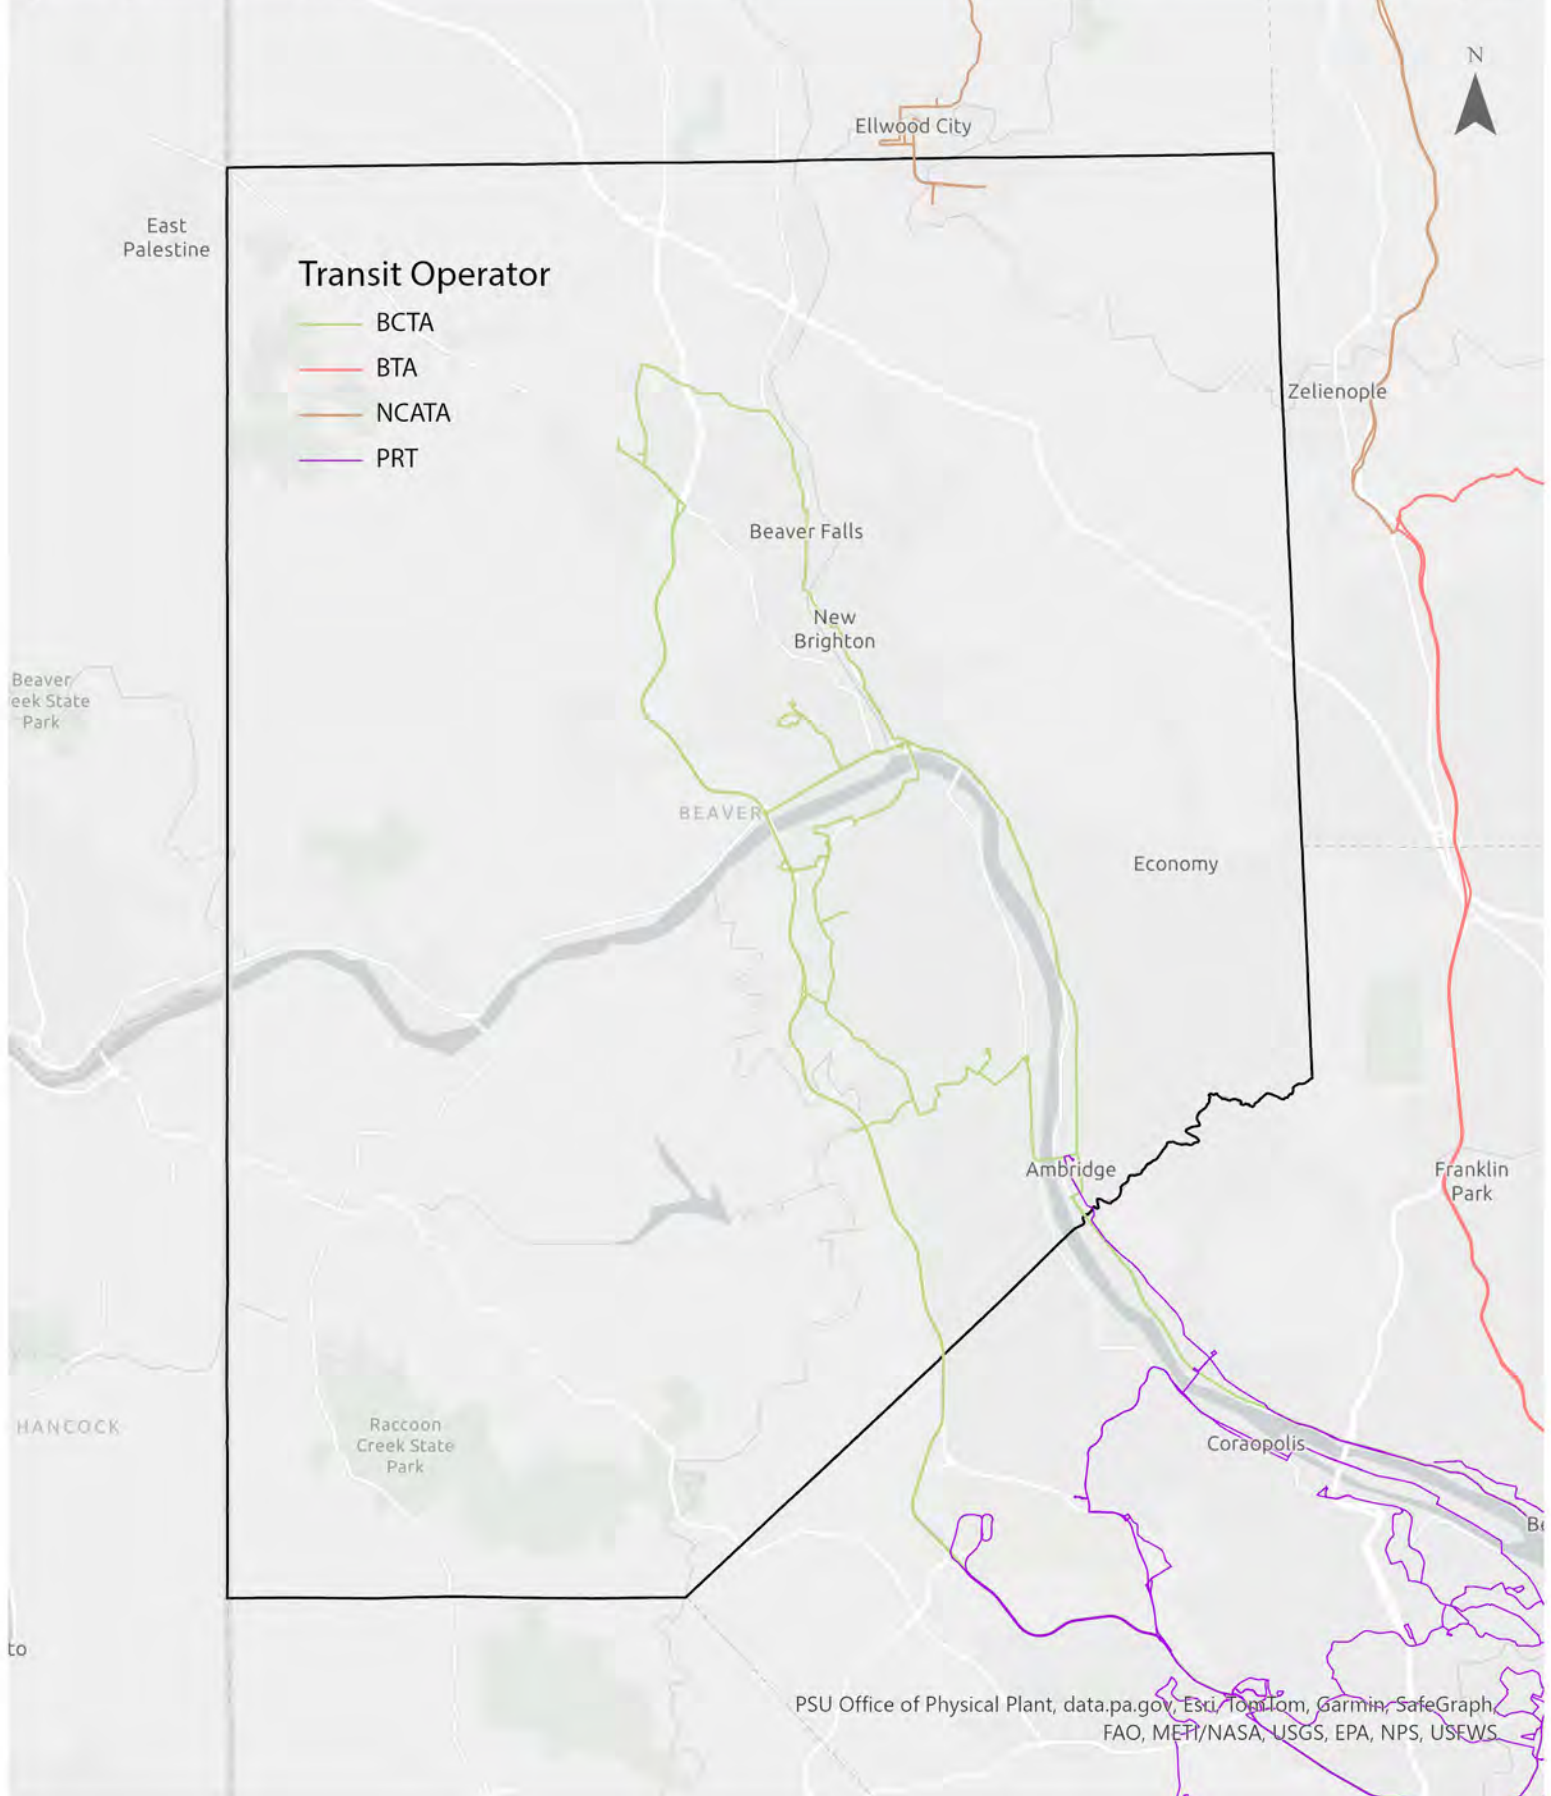 N
Ellwood City
East
Palestine
Transit Operator
BCTA
BTA
NCATA
PRT
Zelienople
Beaver Falls
New
Brighton
Beaver
eek State
Park
BEAVER
Economy
Ambridge
Franklin
Park
HANCOCK
Raccoon
Creek State
Park
Coraopolis
Be
to
PSU Office of Physical Plant, data.pa.gov, Esri, TomTom, Garmin, SafeGraph,
FAO, METI/NASA, USGS, EPA, NPS, USFWS